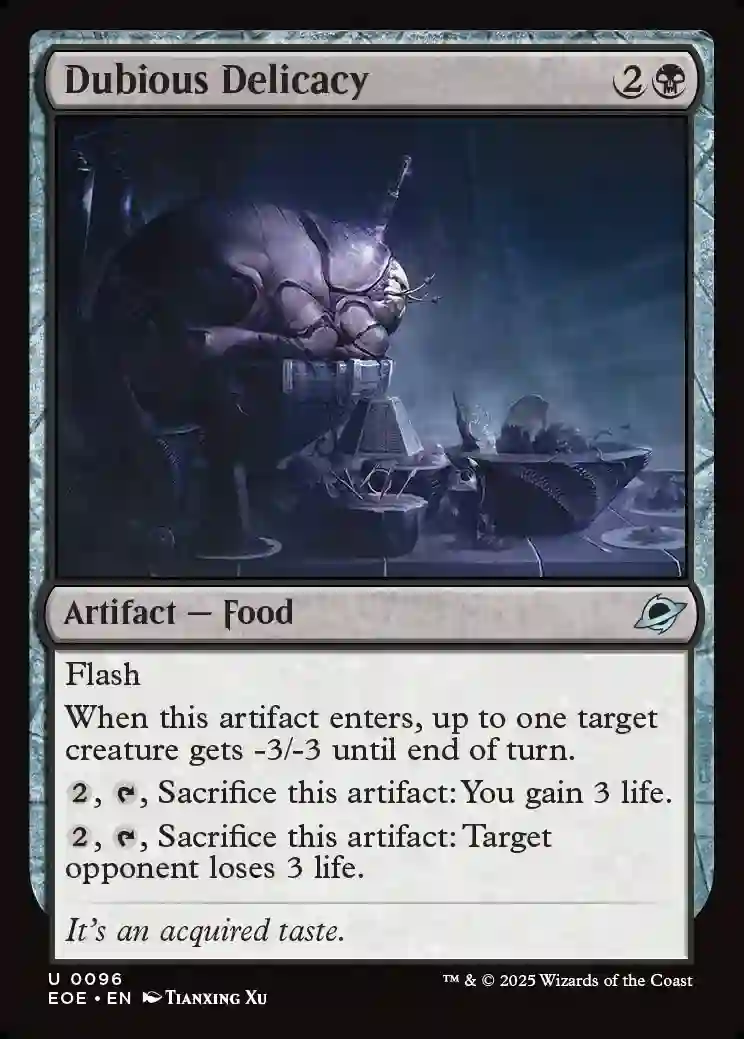 Dubious Delicacy 2
Artifact — Food
Flash
When this artifact enters, up to one target
creature gets -3/-3 until end of turn.
2, , Sacrifice this artifact: You gain 3 life.
2, , Sacrifice this artifact: Target
opponent loses 3 life.
It's an acquired taste.
U 0096 ™ & © 2025 Wizards of the Coast
EOE • EN Tianxing Xu